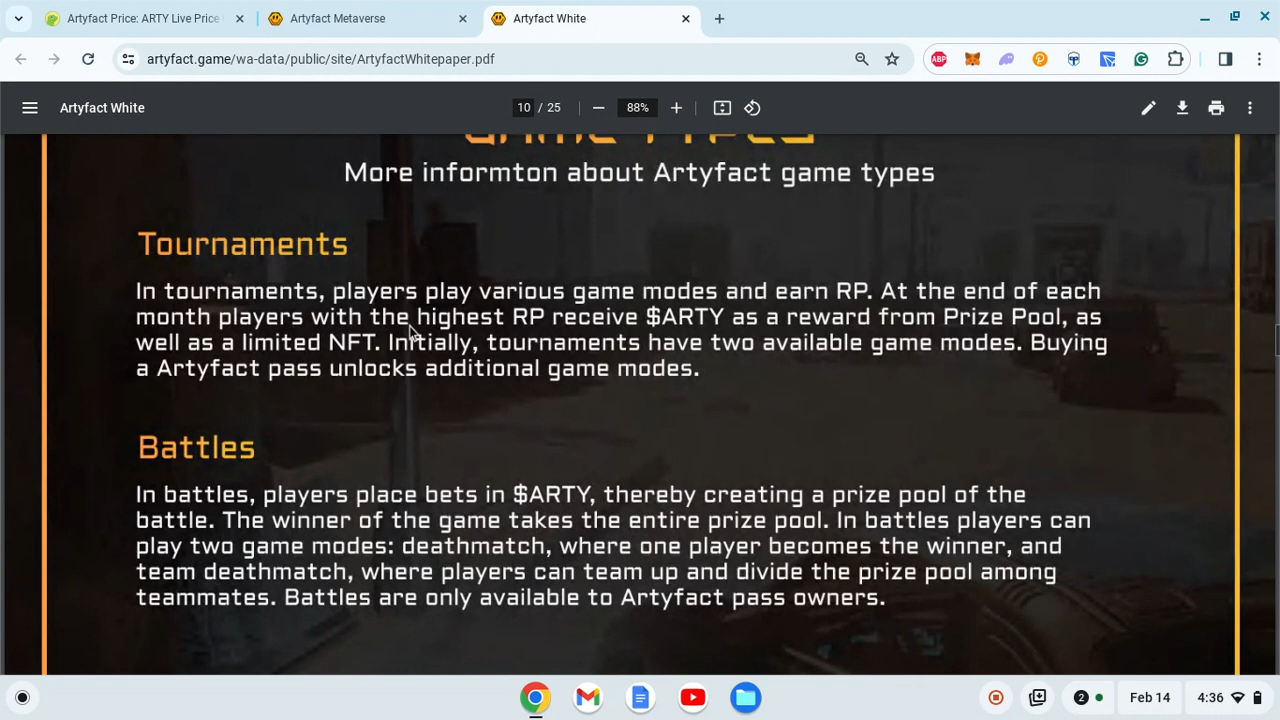 Artyfact Price: ARTY Live Price
Artyfact Metaverse
Artyfact White
artyfact.game/ra-data/public/site/ArtyfactWhitepaper.pdf
ABP
Artyfact White
10 / 25
88%
GAME TYPES
More informton about Artyfact game types
Tournaments
In tournaments, players play various game modes and earn RP. At the end of each
month players with the highest RP receive $ARTY as a reward from Prize Pool, as
well as a limited NFT. Initially, tournaments have two available game modes. Buying
a Artyfact pass unlocks additional game modes.
Battles
In battles, players place bets in $ARTY, thereby creating a prize pool of the
battle. The winner of the game takes the entire prize pool. In battles players can
play two game modes: deathmatch, where one player becomes the winner, and
team deathmatch, where players can team up and divide the prize pool among
teammates. Battles are only available to Artyfact pass owners.
2
Feb 14
4:36